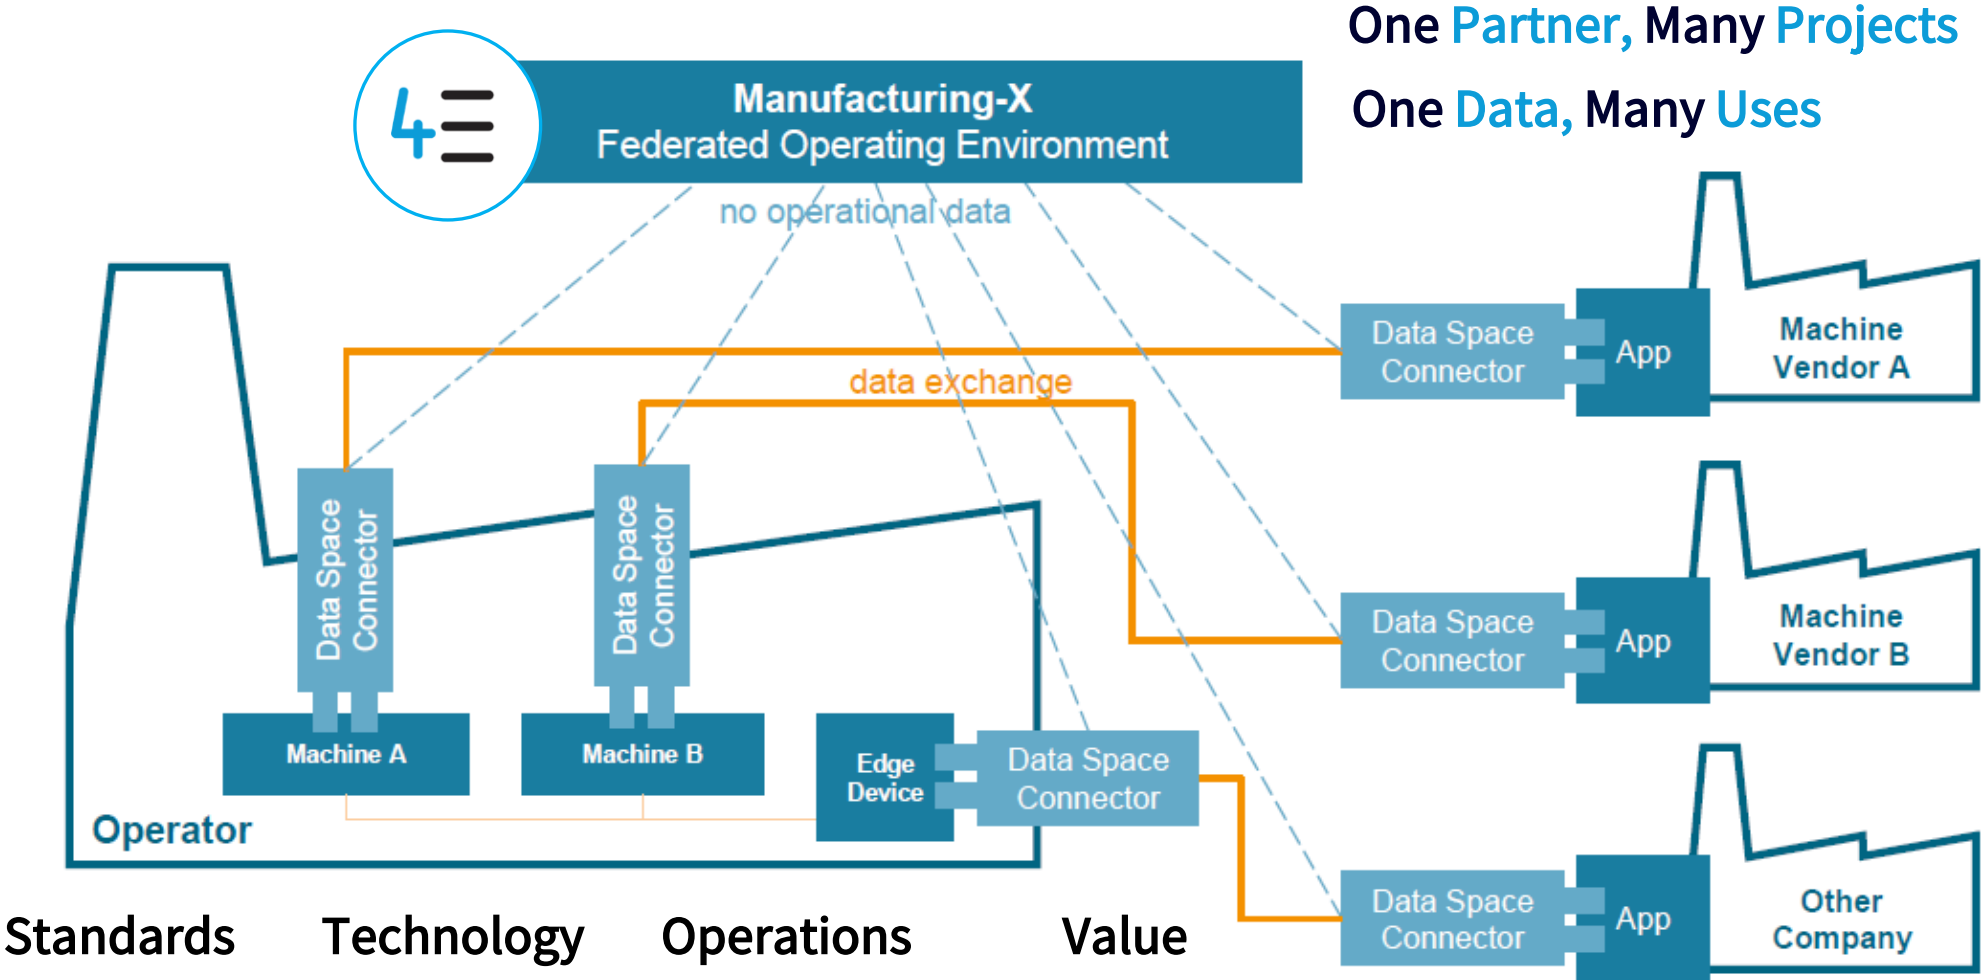 One Partner, Many Projects
One Data, Many Uses
4
Manufacturing-X
Federated Operating Environment
no operational data
data exchange
Data Space
Connector
App
Machine
Vendor A
Data Space
Connector
Data Space
Connector
Data Space
Connector
App
Machine
Vendor B
Machine A
Machine B
Edge
Device
Data Space
Connector
Operator
Data Space
Connector
App
Other
Company
Standards
Technology
Operations
Value